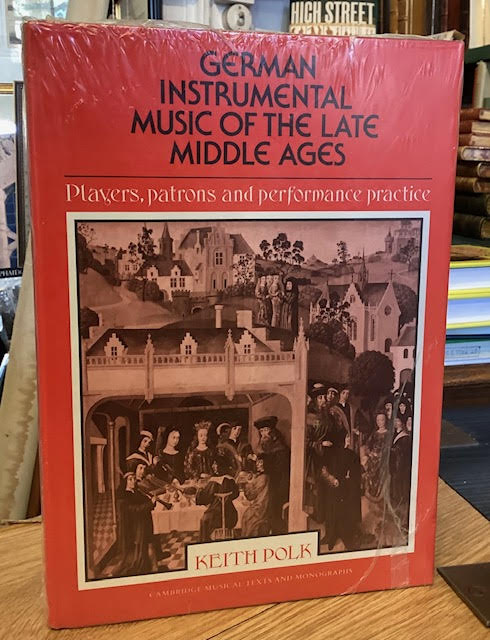 HIGH STREET
GERMAN
INSTRUMENTAL
MUSIC OF THE LATE
MIDDLE AGES
Players, patrons and performance practice
KEITH POLK
CAMBRIDGE MUSICAL TEXTS AND MONOGRAPHS